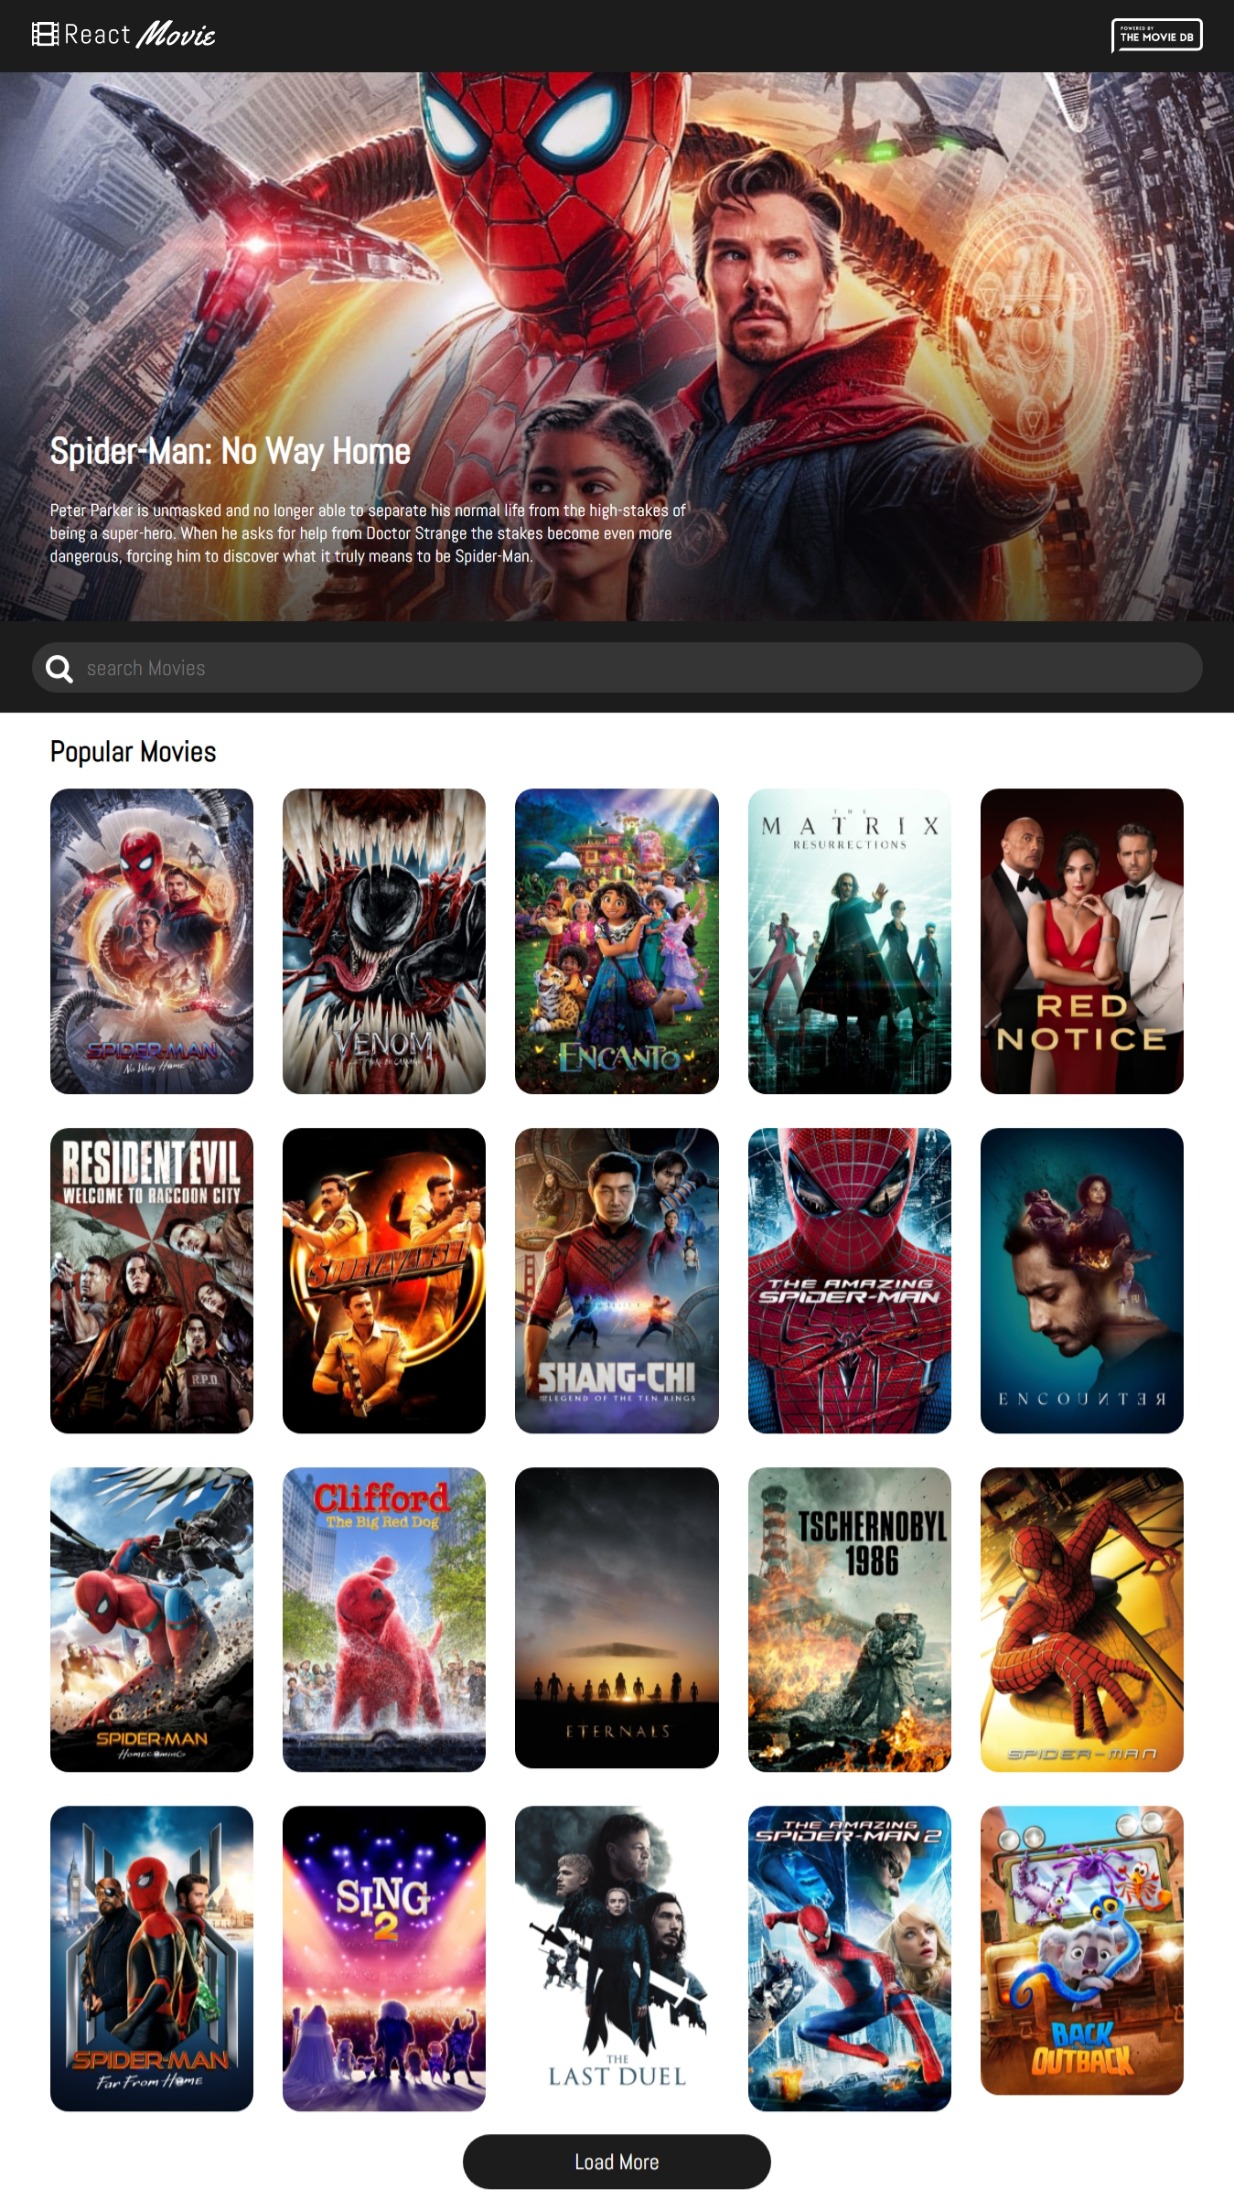 React Movie
POWERED BY
THE MOVIE DB
Spider-Man: No Way Home
Peter Parker is unmasked and no longer able to separate his normal life from the high-stakes of
being a super-hero. When he asks for help from Doctor Strange the stakes become even more
dangerous, forcing him to discover what it truly means to be Spider-Man.
search Movies
Popular Movies
SPIDER-MAN
No Way Home
VENOM
ENCANTO
THE
MATRIX
RESURRECTIONS
RED
NOTICE
RESIDENT EVIL
WELCOME TO RACCOON CITY
R.P.D.
SOORYAVANSHI
SHANG-CHI
LEGEND OF THE TEN RINGS
THE AMAZING
SPIDER-MAN
ENCOUИTƎЯ
SPIDER-MAN
HOMECOMING
Clifford
The Big Red Dog
ETERNALS
TSCHERNOBYL
1986
SPIDER-MAN
SPIDER-MAN
Far From Home
SING
2
THE
LAST DUEL
THE AMAZING
SPIDER-MAN 2
BACK
OUTBACK
Load More